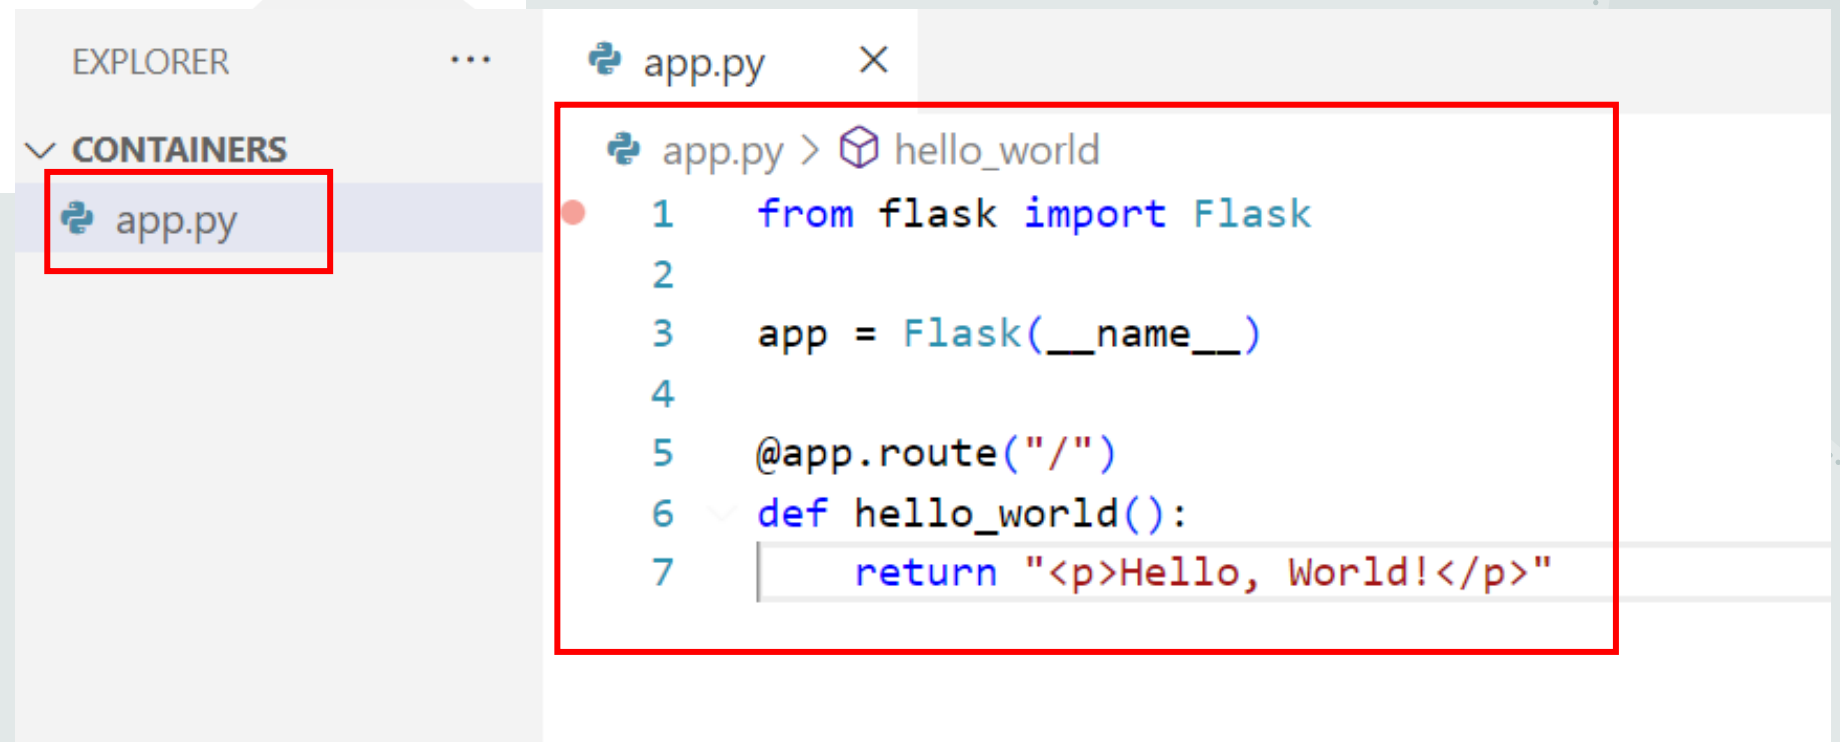 EXPLORER ...
CONTAINERS
app.py
app.py
app.py > hello_world
1 from flask import Flask
2
3 app = Flask(__name__)
4
5 @app.route("/")
6 def hello_world():
7     return "<p>Hello, World!</p>"